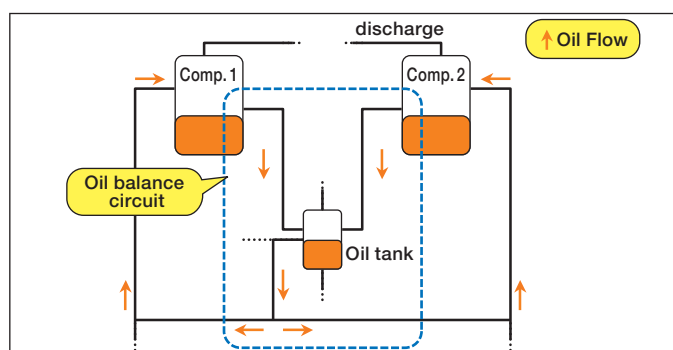 discharge
Oil Flow
Comp. 1
Comp. 2
Oil balance
circuit
Oil tank